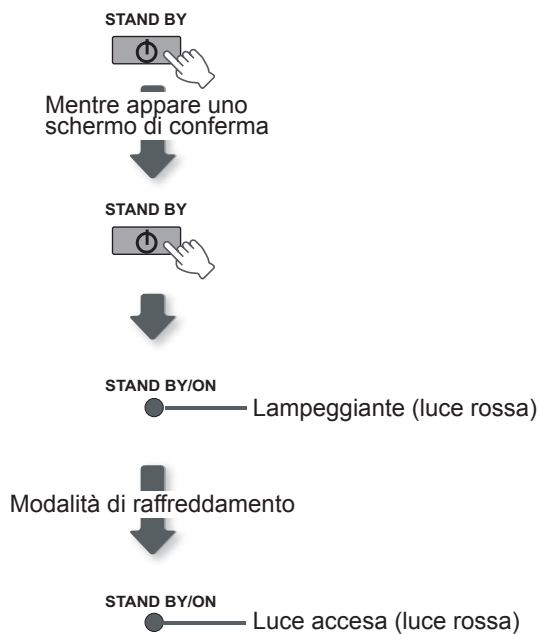 STAND BY
Mentre appare uno
schermo di conferma
STAND BY
STAND BY/ON
Lampeggiante (luce rossa)
Modalità di raffreddamento
STAND BY/ON
Luce accesa (luce rossa)